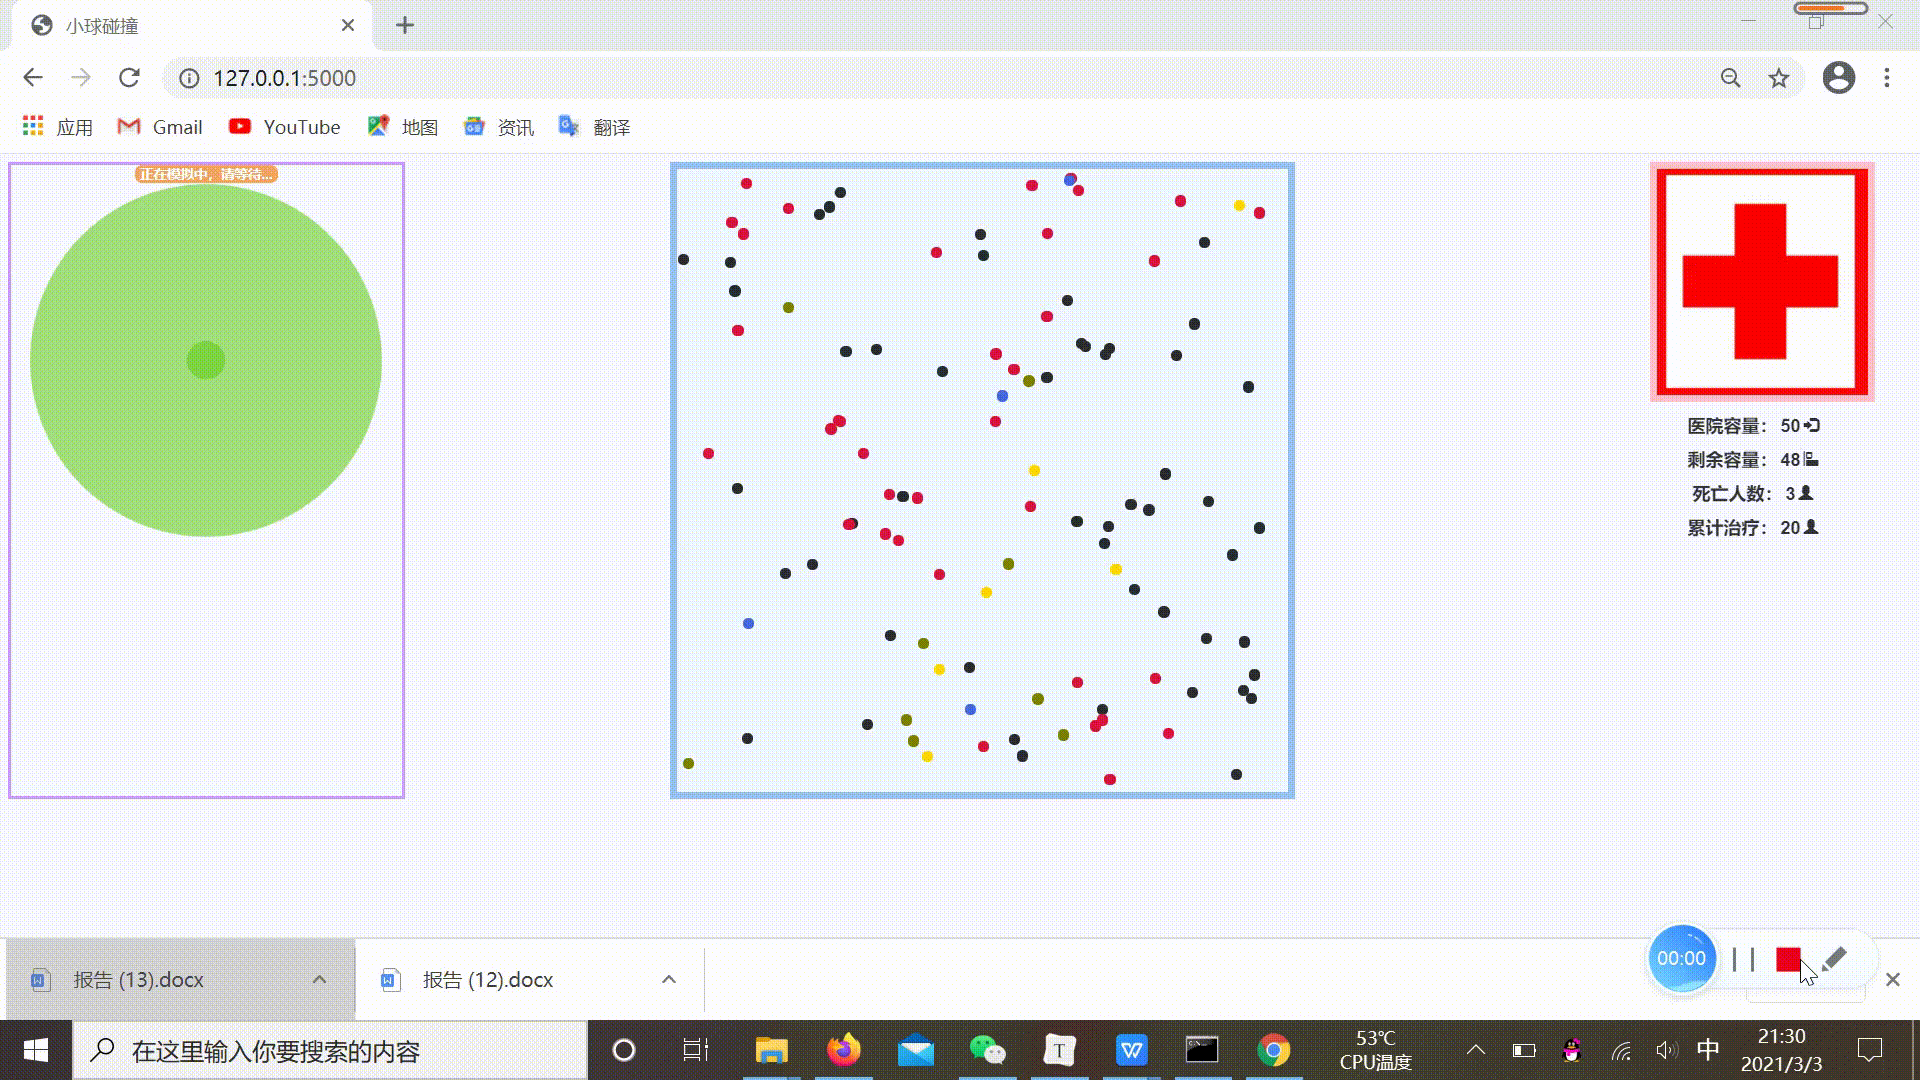 小球碰撞
127.0.0.1:5000
应用 Gmail YouTube 地图 资讯 翻译
正在模拟中，请等待...
医院容量： 50
剩余容量： 48
死亡人数： 3
累计治疗： 20
报告 (13).docx
报告 (12).docx
00:00
在这里输入你要搜索的内容
53°C
CPU温度
中
21:30
2021/3/3